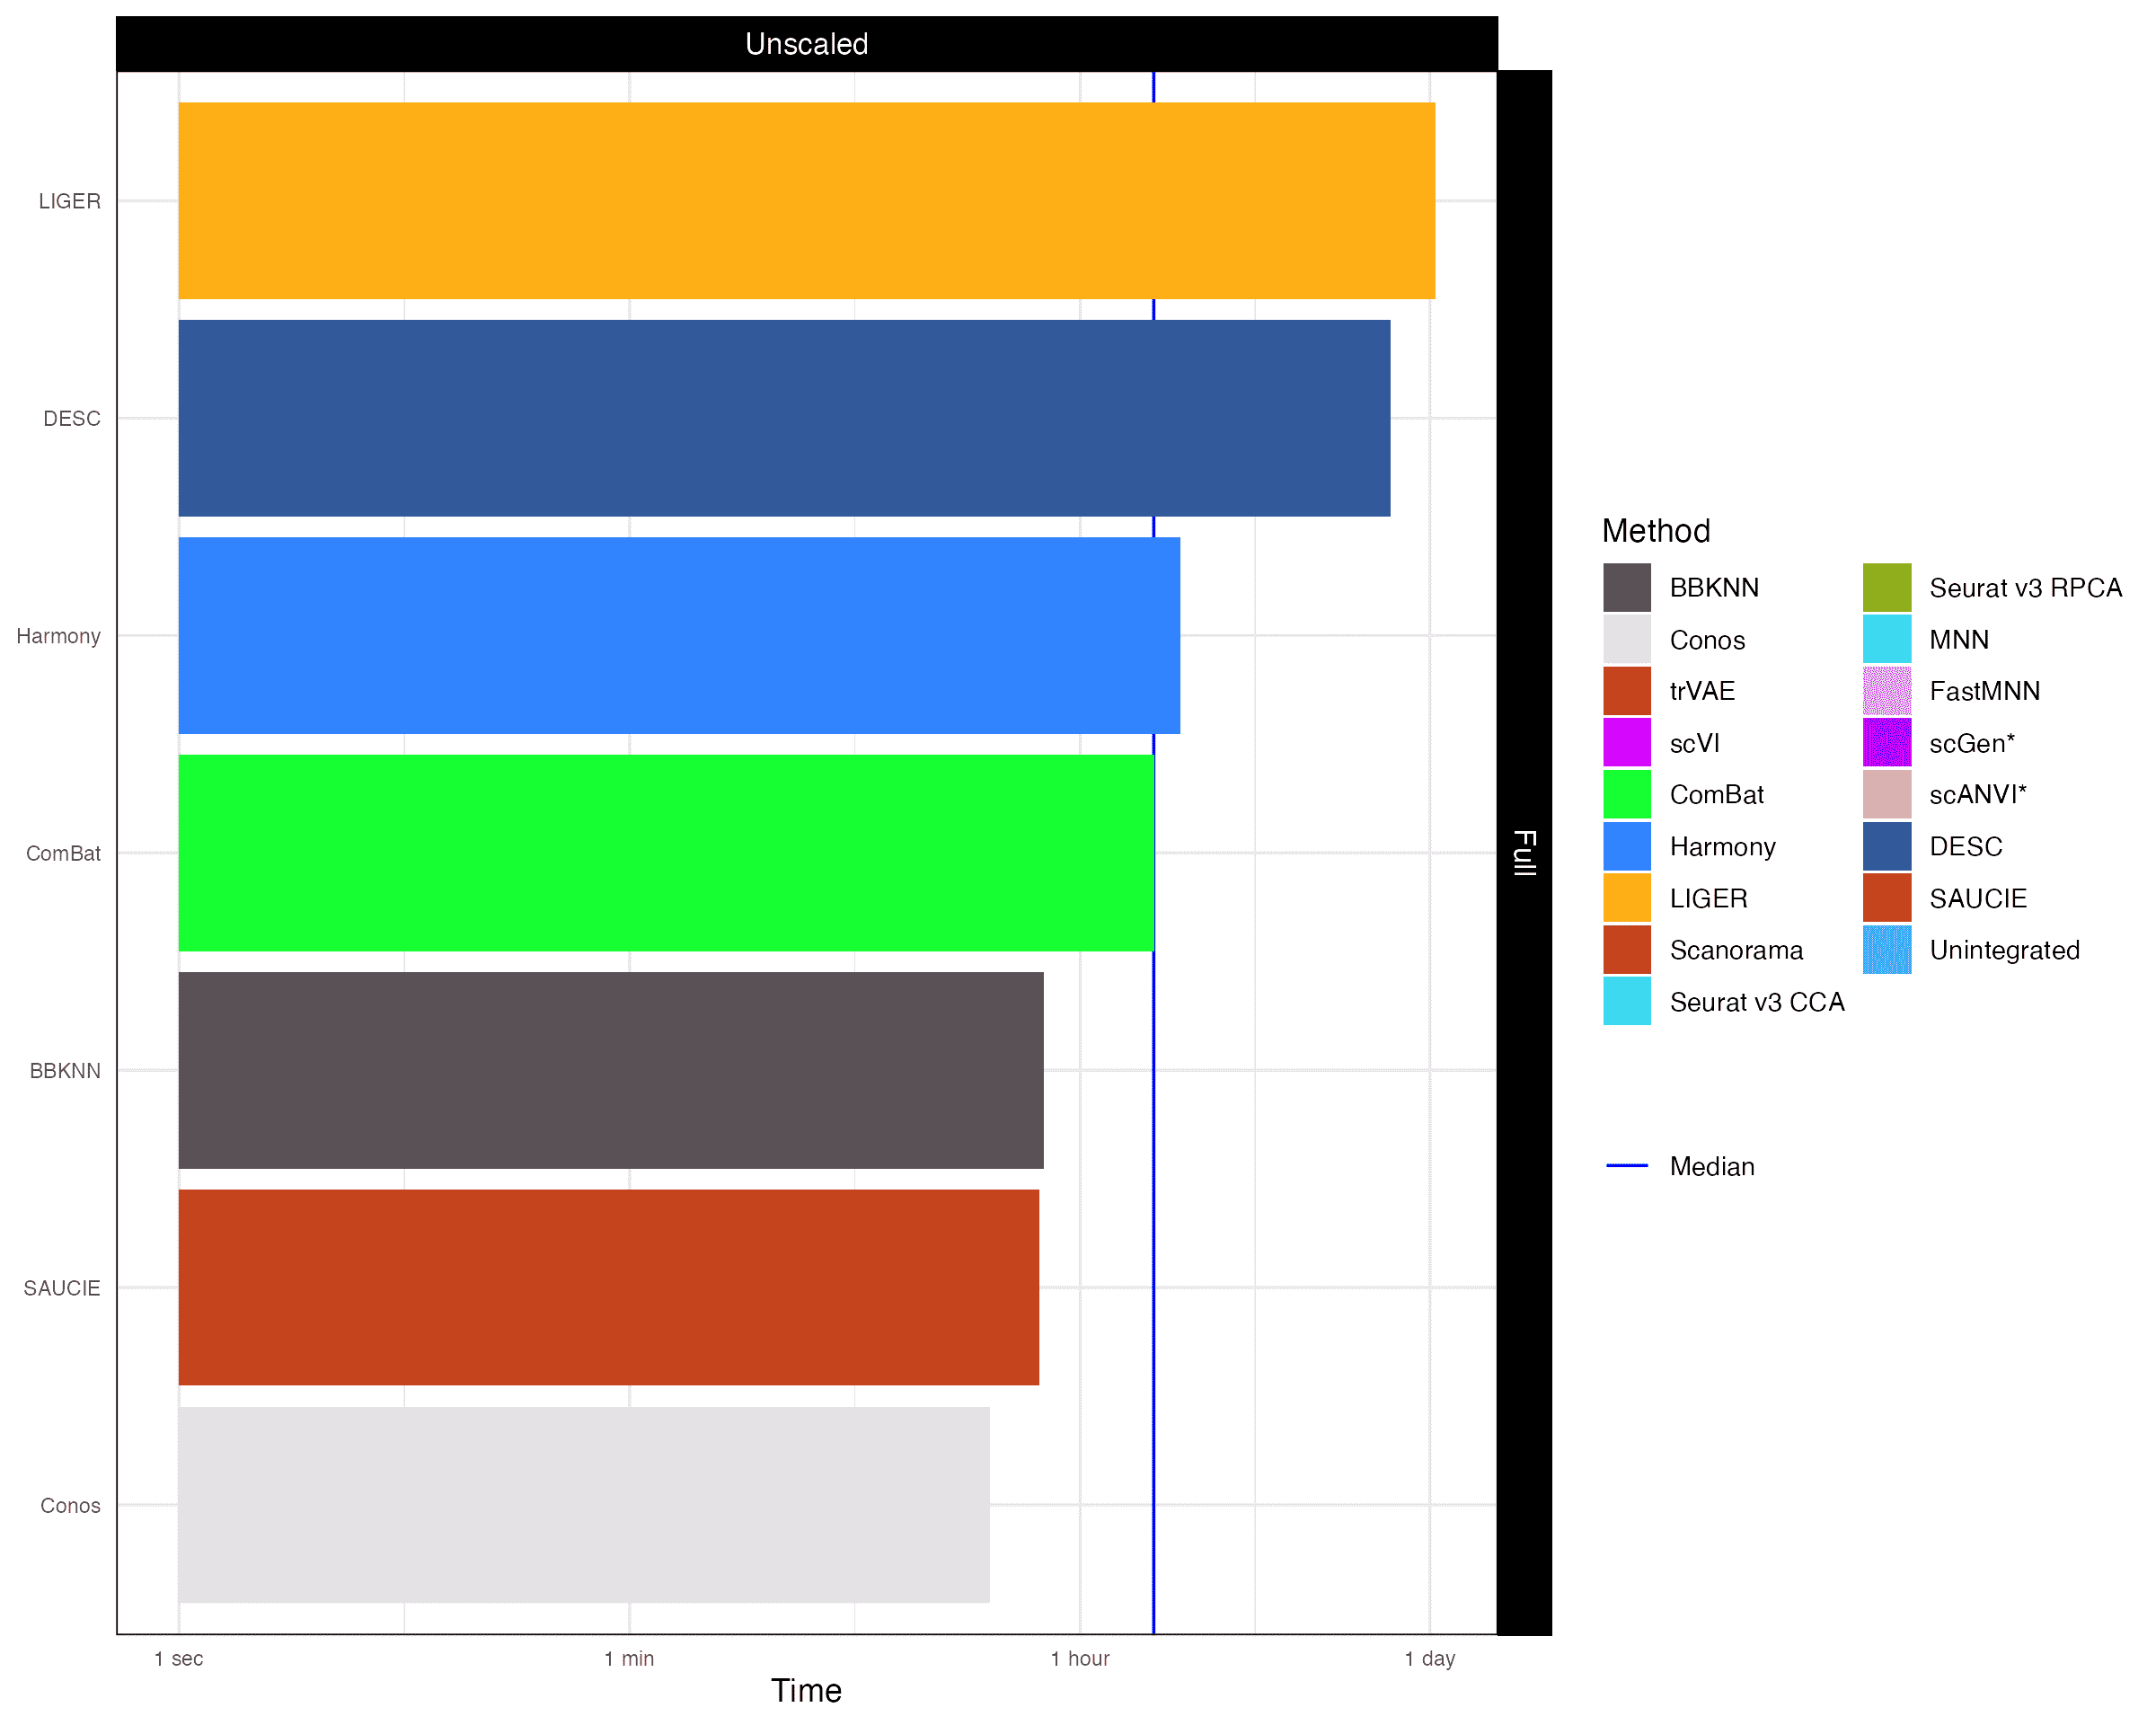 Unscaled
LIGER
DESC
Harmony
ComBat
BBKNN
SAUCIE
Conos
1 sec
1 min
1 hour
1 day
Time
Full
Method
BBKNN
Conos
trVAE
scVI
ComBat
Harmony
LIGER
Scanorama
Seurat v3 CCA
Seurat v3 RPCA
MNN
FastMNN
scGen*
scANVI*
DESC
SAUCIE
Unintegrated
Median